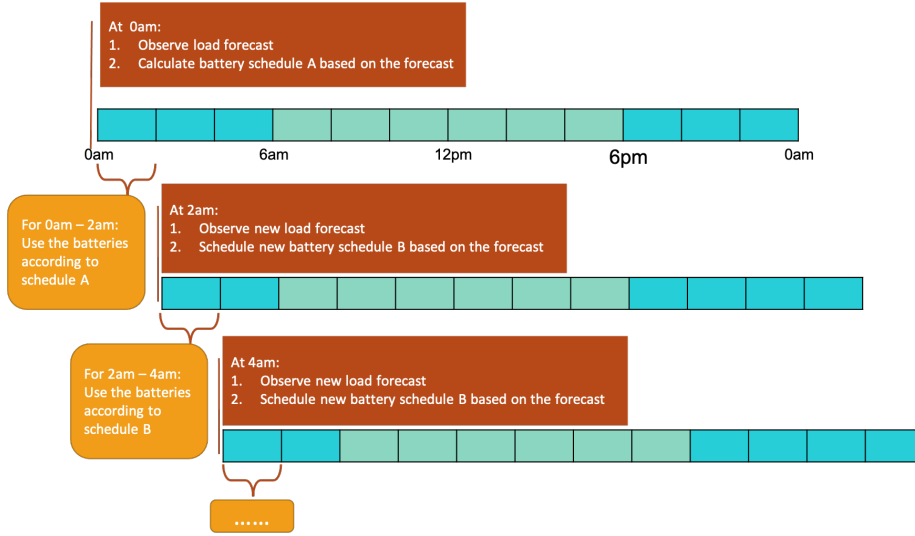 At 0am:
1. Observe load forecast
2. Calculate battery schedule A based on the forecast
0am 6am 12pm 6pm 0am
For 0am – 2am:
Use the batteries
according to
schedule A
At 2am:
1. Observe new load forecast
2. Schedule new battery schedule B based on the forecast
For 2am – 4am:
Use the batteries
according to
schedule B
At 4am:
1. Observe new load forecast
2. Schedule new battery schedule B based on the forecast
……